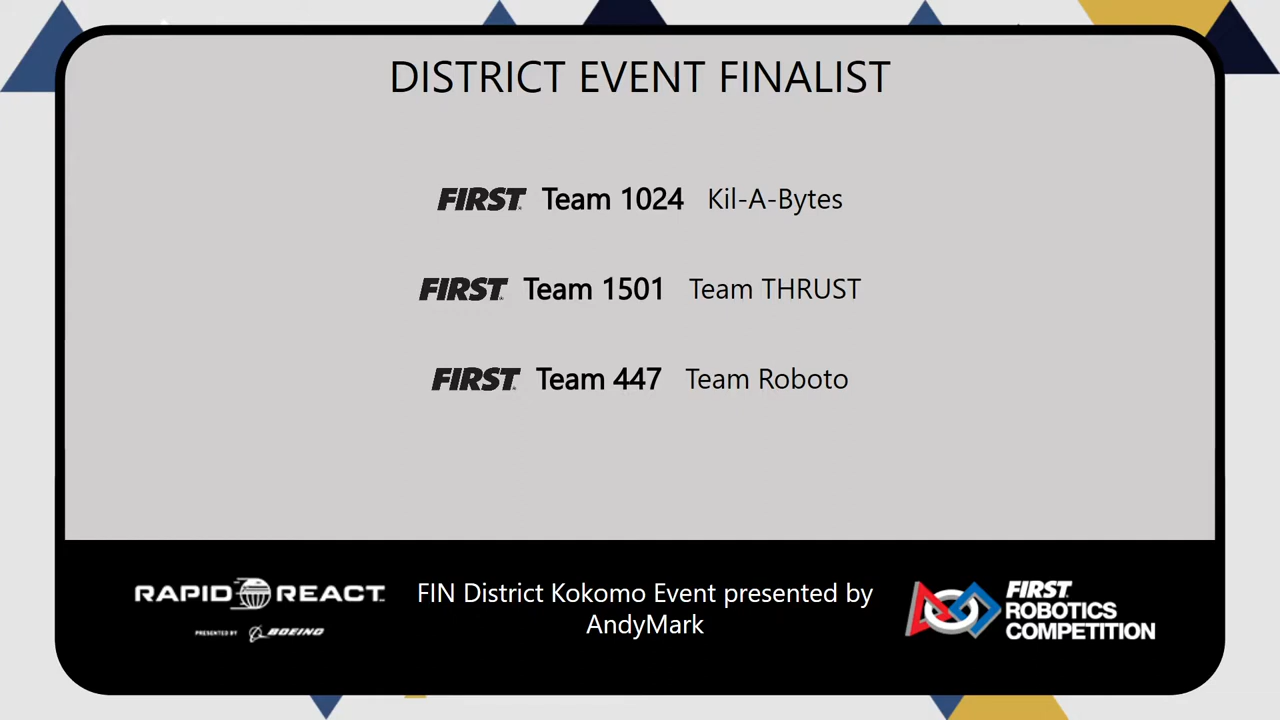 DISTRICT EVENT FINALIST
FIRST® Team 1024 Kil-A-Bytes
FIRST® Team 1501 Team THRUST
FIRST® Team 447 Team Roboto
RAPID REACT™
PRESENTED BY BOEING
FIN District Kokomo Event presented by
AndyMark
FIRST®
ROBOTICS
COMPETITION